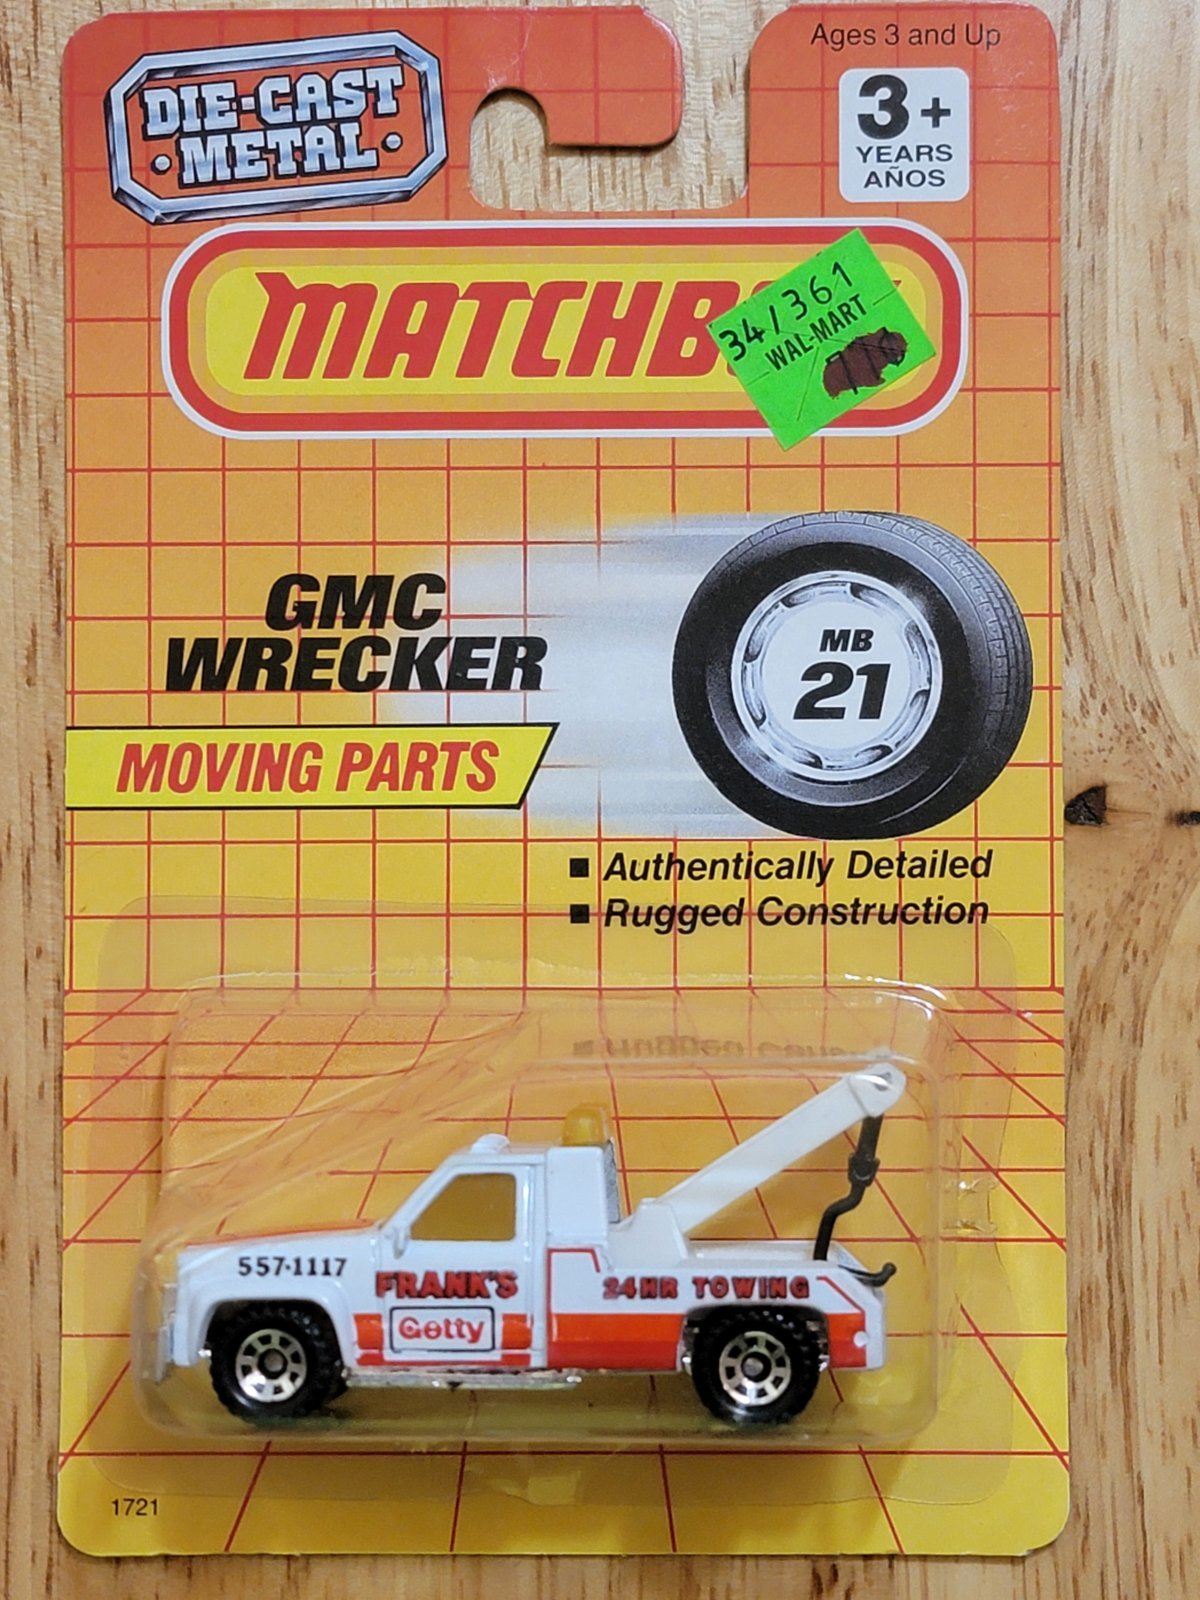 Ages 3 and Up
DIE-CAST
METAL
3+
YEARS
AÑOS
MATCHB
34/361
WAL-MART
GMC
WRECKER
MB
21
MOVING PARTS
▪ Authentically Detailed
▪ Rugged Construction
557-1117
FRANK'S
24HR TOWING
Getty
1721